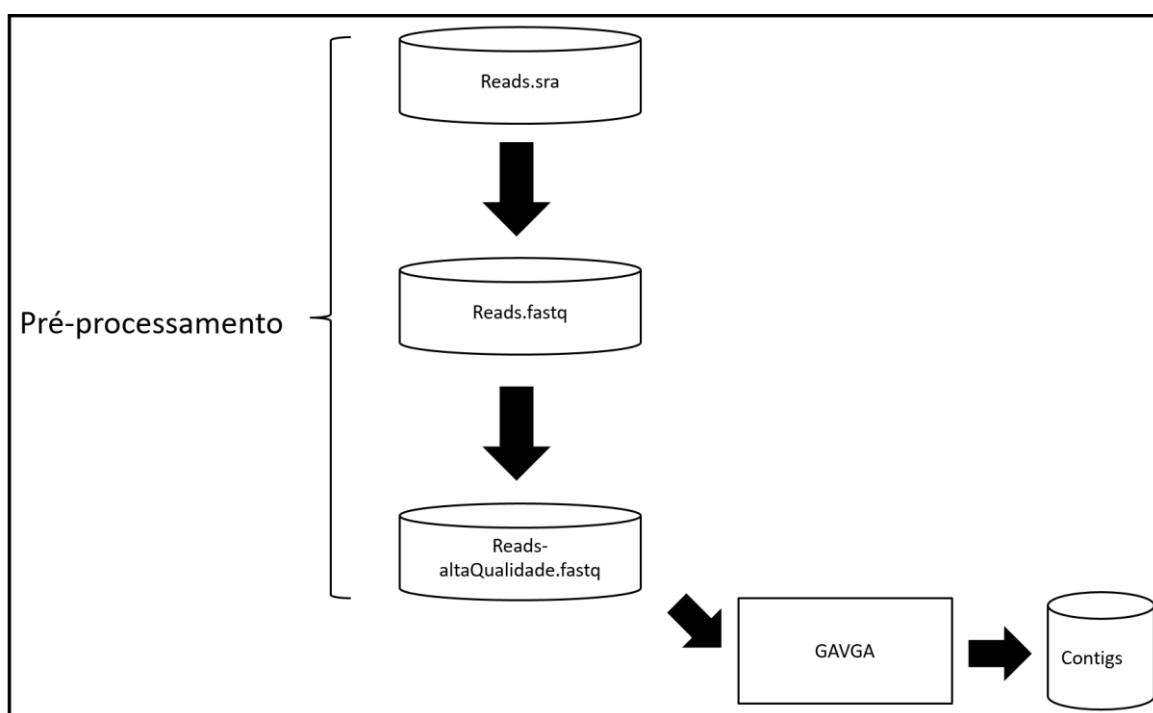 Reads.sra
Reads.fastq
Pré-processamento
Reads-
altaQualidade.fastq
GAVGA
Contigs